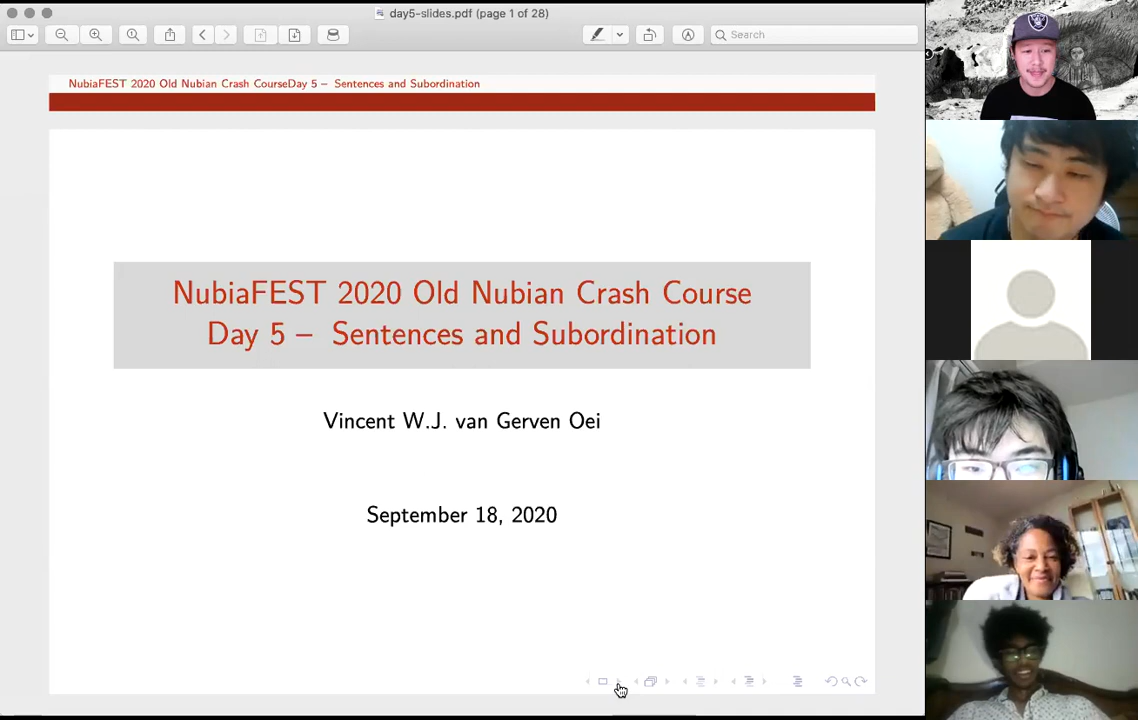 day5-slides.pdf (page 1 of 28)
Search
NubiaFEST 2020 Old Nubian Crash CourseDay 5 – Sentences and Subordination
NubiaFEST 2020 Old Nubian Crash Course
Day 5 – Sentences and Subordination
Vincent W.J. van Gerven Oei
September 18, 2020